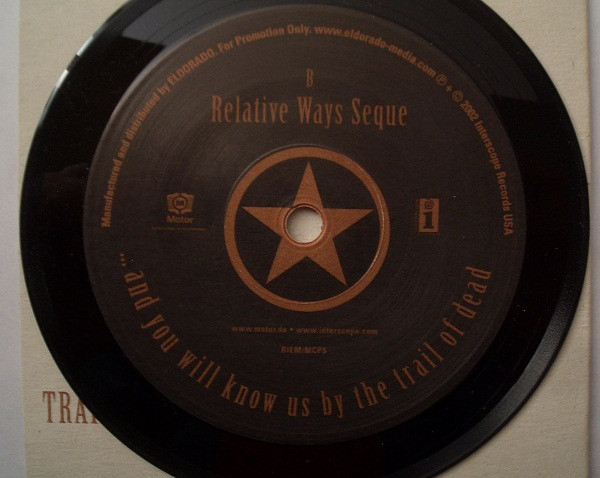 Manufactured and distributed by ELDORADO. For Promotion Only. www.eldorado-media.com ℗ + © 2002 Interscope Records USA
B
Relative Ways Seque
M
Motor
i
www.motor.de • www.interscope.com
BIEM/MCPS
... and you will know us by the trail of dead
TRAI